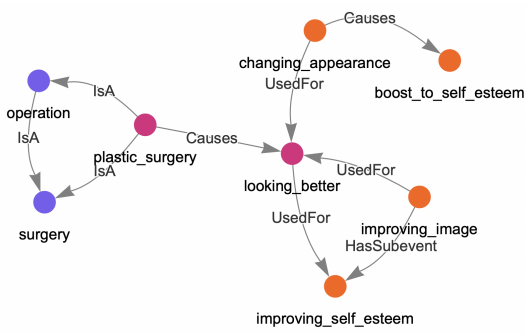 Causes
changing_appearance
UsedFor
boost_to_self_esteem
IsA
operation
IsA
plastic_surgery
Causes
IsA
looking_better
UsedFor
surgery
UsedFor
improving_image
HasSubevent
improving_self_esteem